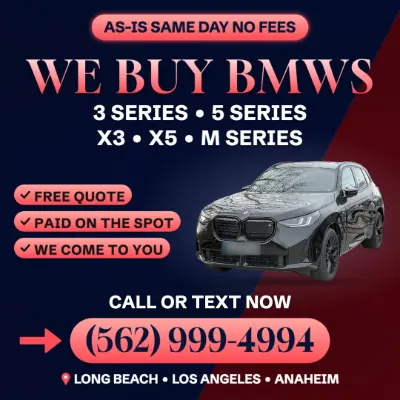 AS-IS SAME DAY NO FEES
WE BUY BMWS
3 SERIES • 5 SERIES
X3 • X5 • M SERIES
FREE QUOTE
PAID ON THE SPOT
WE COME TO YOU
CALL OR TEXT NOW
(562) 999-4994
LONG BEACH • LOS ANGELES • ANAHEIM